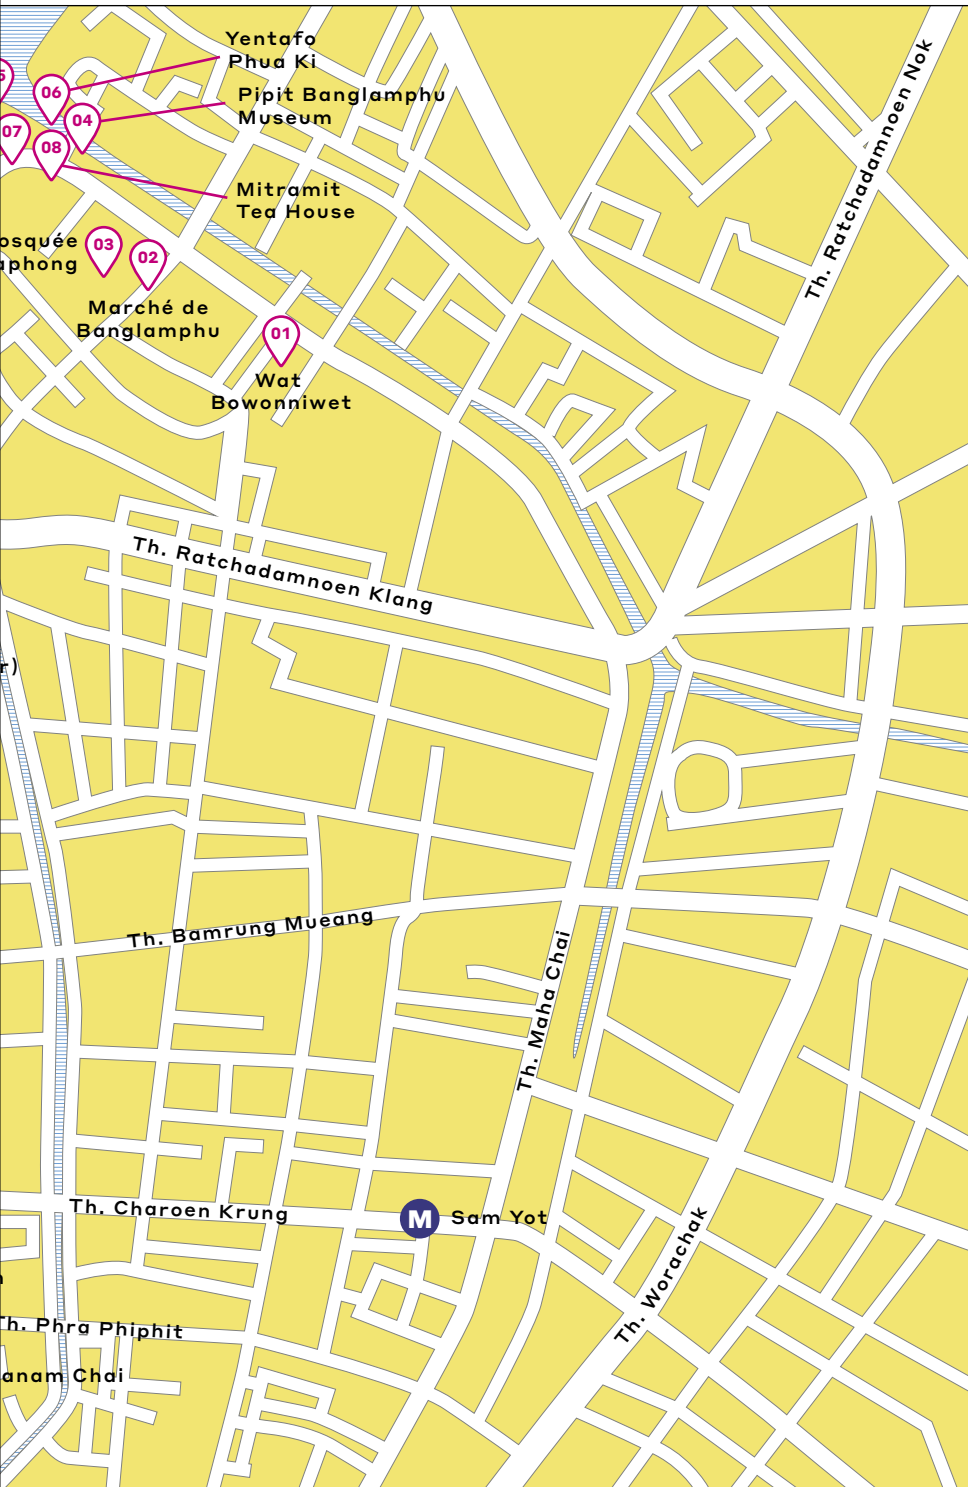 Yentafo
Phua Ki
Pipit Banglamphu
Museum
5
06
04
07
08
Mitramit
Tea House
osquée
aphong
03
02
Marché de
Banglamphu
01
Wat
Bowonniwet
Th. Ratchadamnoen Nok
Th. Ratchadamnoen Klang
r)
Th. Bamrung Mueang
Th. Maha Chai
Th. Charoen Krung
M Sam Yot
Th. Worachak
Th. Phra Phiphit
anam Chai